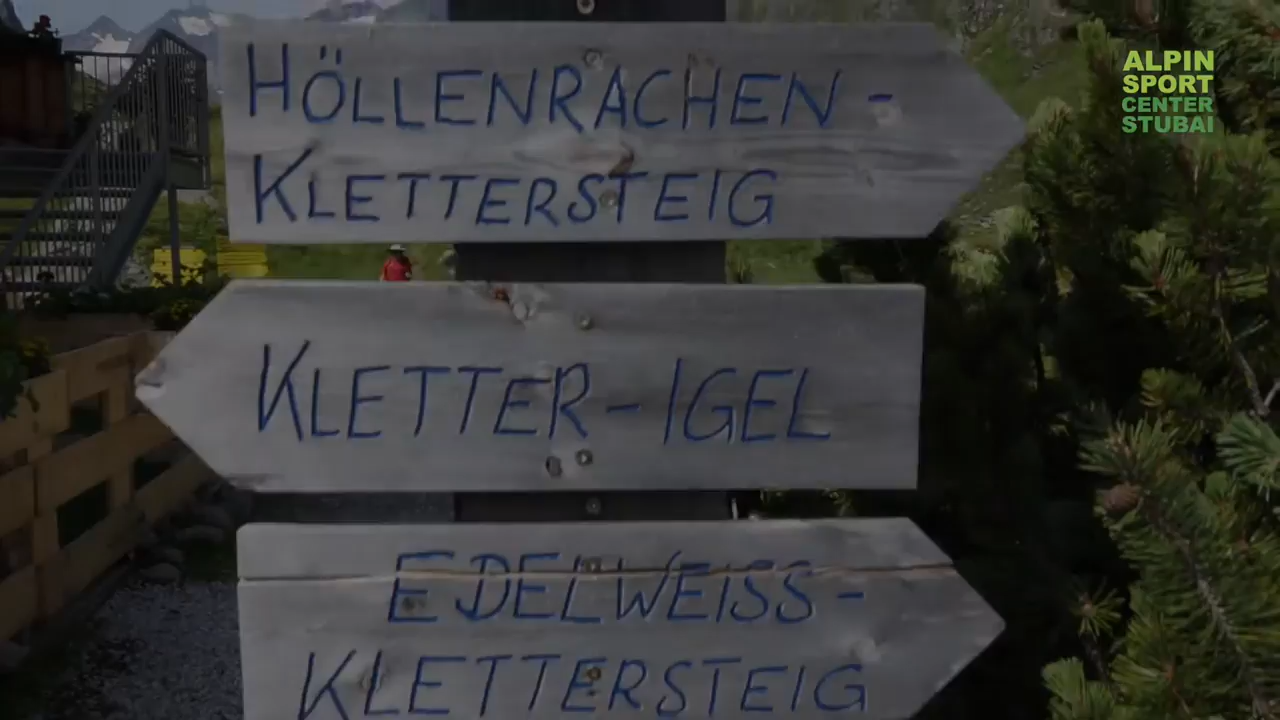 HÖLLENRACHEN-
KLETTERSTEIG
KLETTER-IGEL
EDELWEISS-
KLETTERSTEIG
ALPIN
SPORT
CENTER
STUBAI